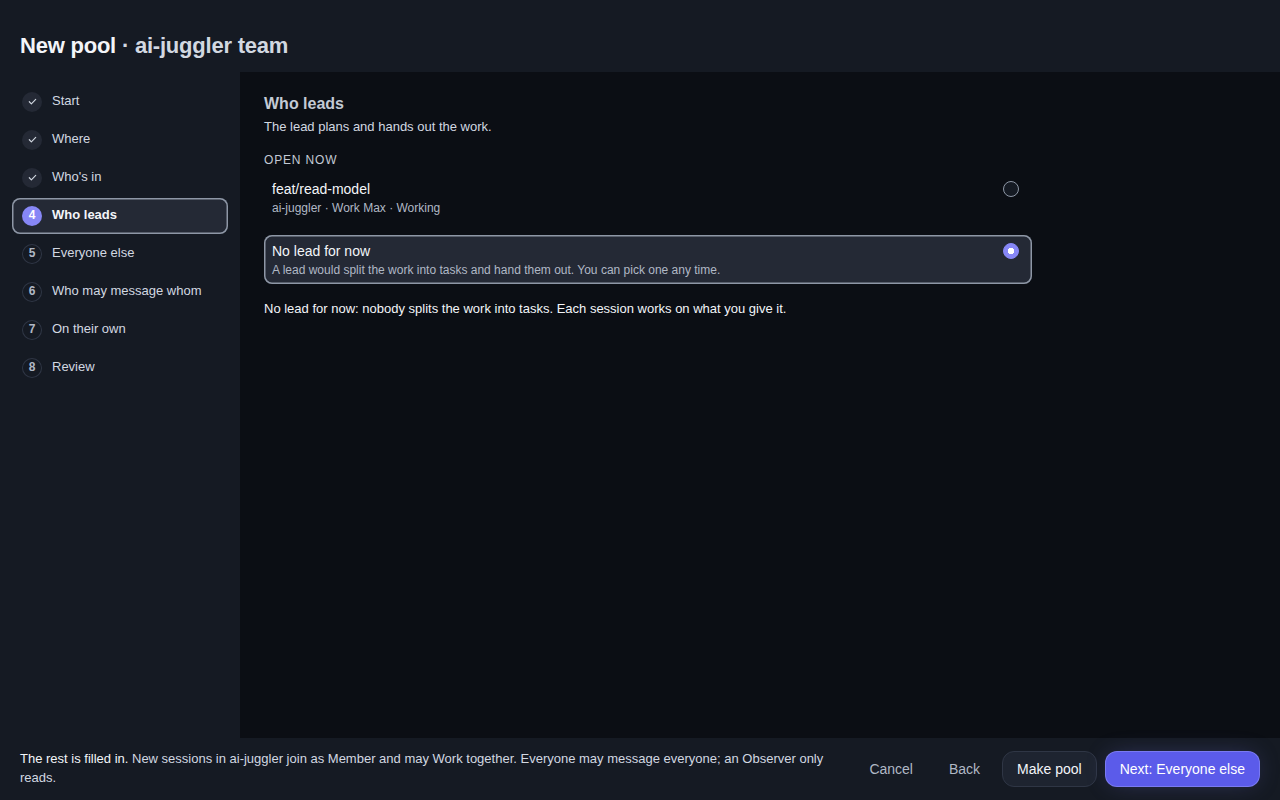 New pool · ai-juggler team
Start
Where
Who's in
4 Who leads
5 Everyone else
6 Who may message whom
7 On their own
8 Review
Who leads
The lead plans and hands out the work.
OPEN NOW
feat/read-model
ai-juggler · Work Max · Working
No lead for now
A lead would split the work into tasks and hand them out. You can pick one any time.
No lead for now: nobody splits the work into tasks. Each session works on what you give it.
The rest is filled in. New sessions in ai-juggler join as Member and may Work together. Everyone may message everyone; an Observer only
reads.
Cancel
Back
Make pool
Next: Everyone else